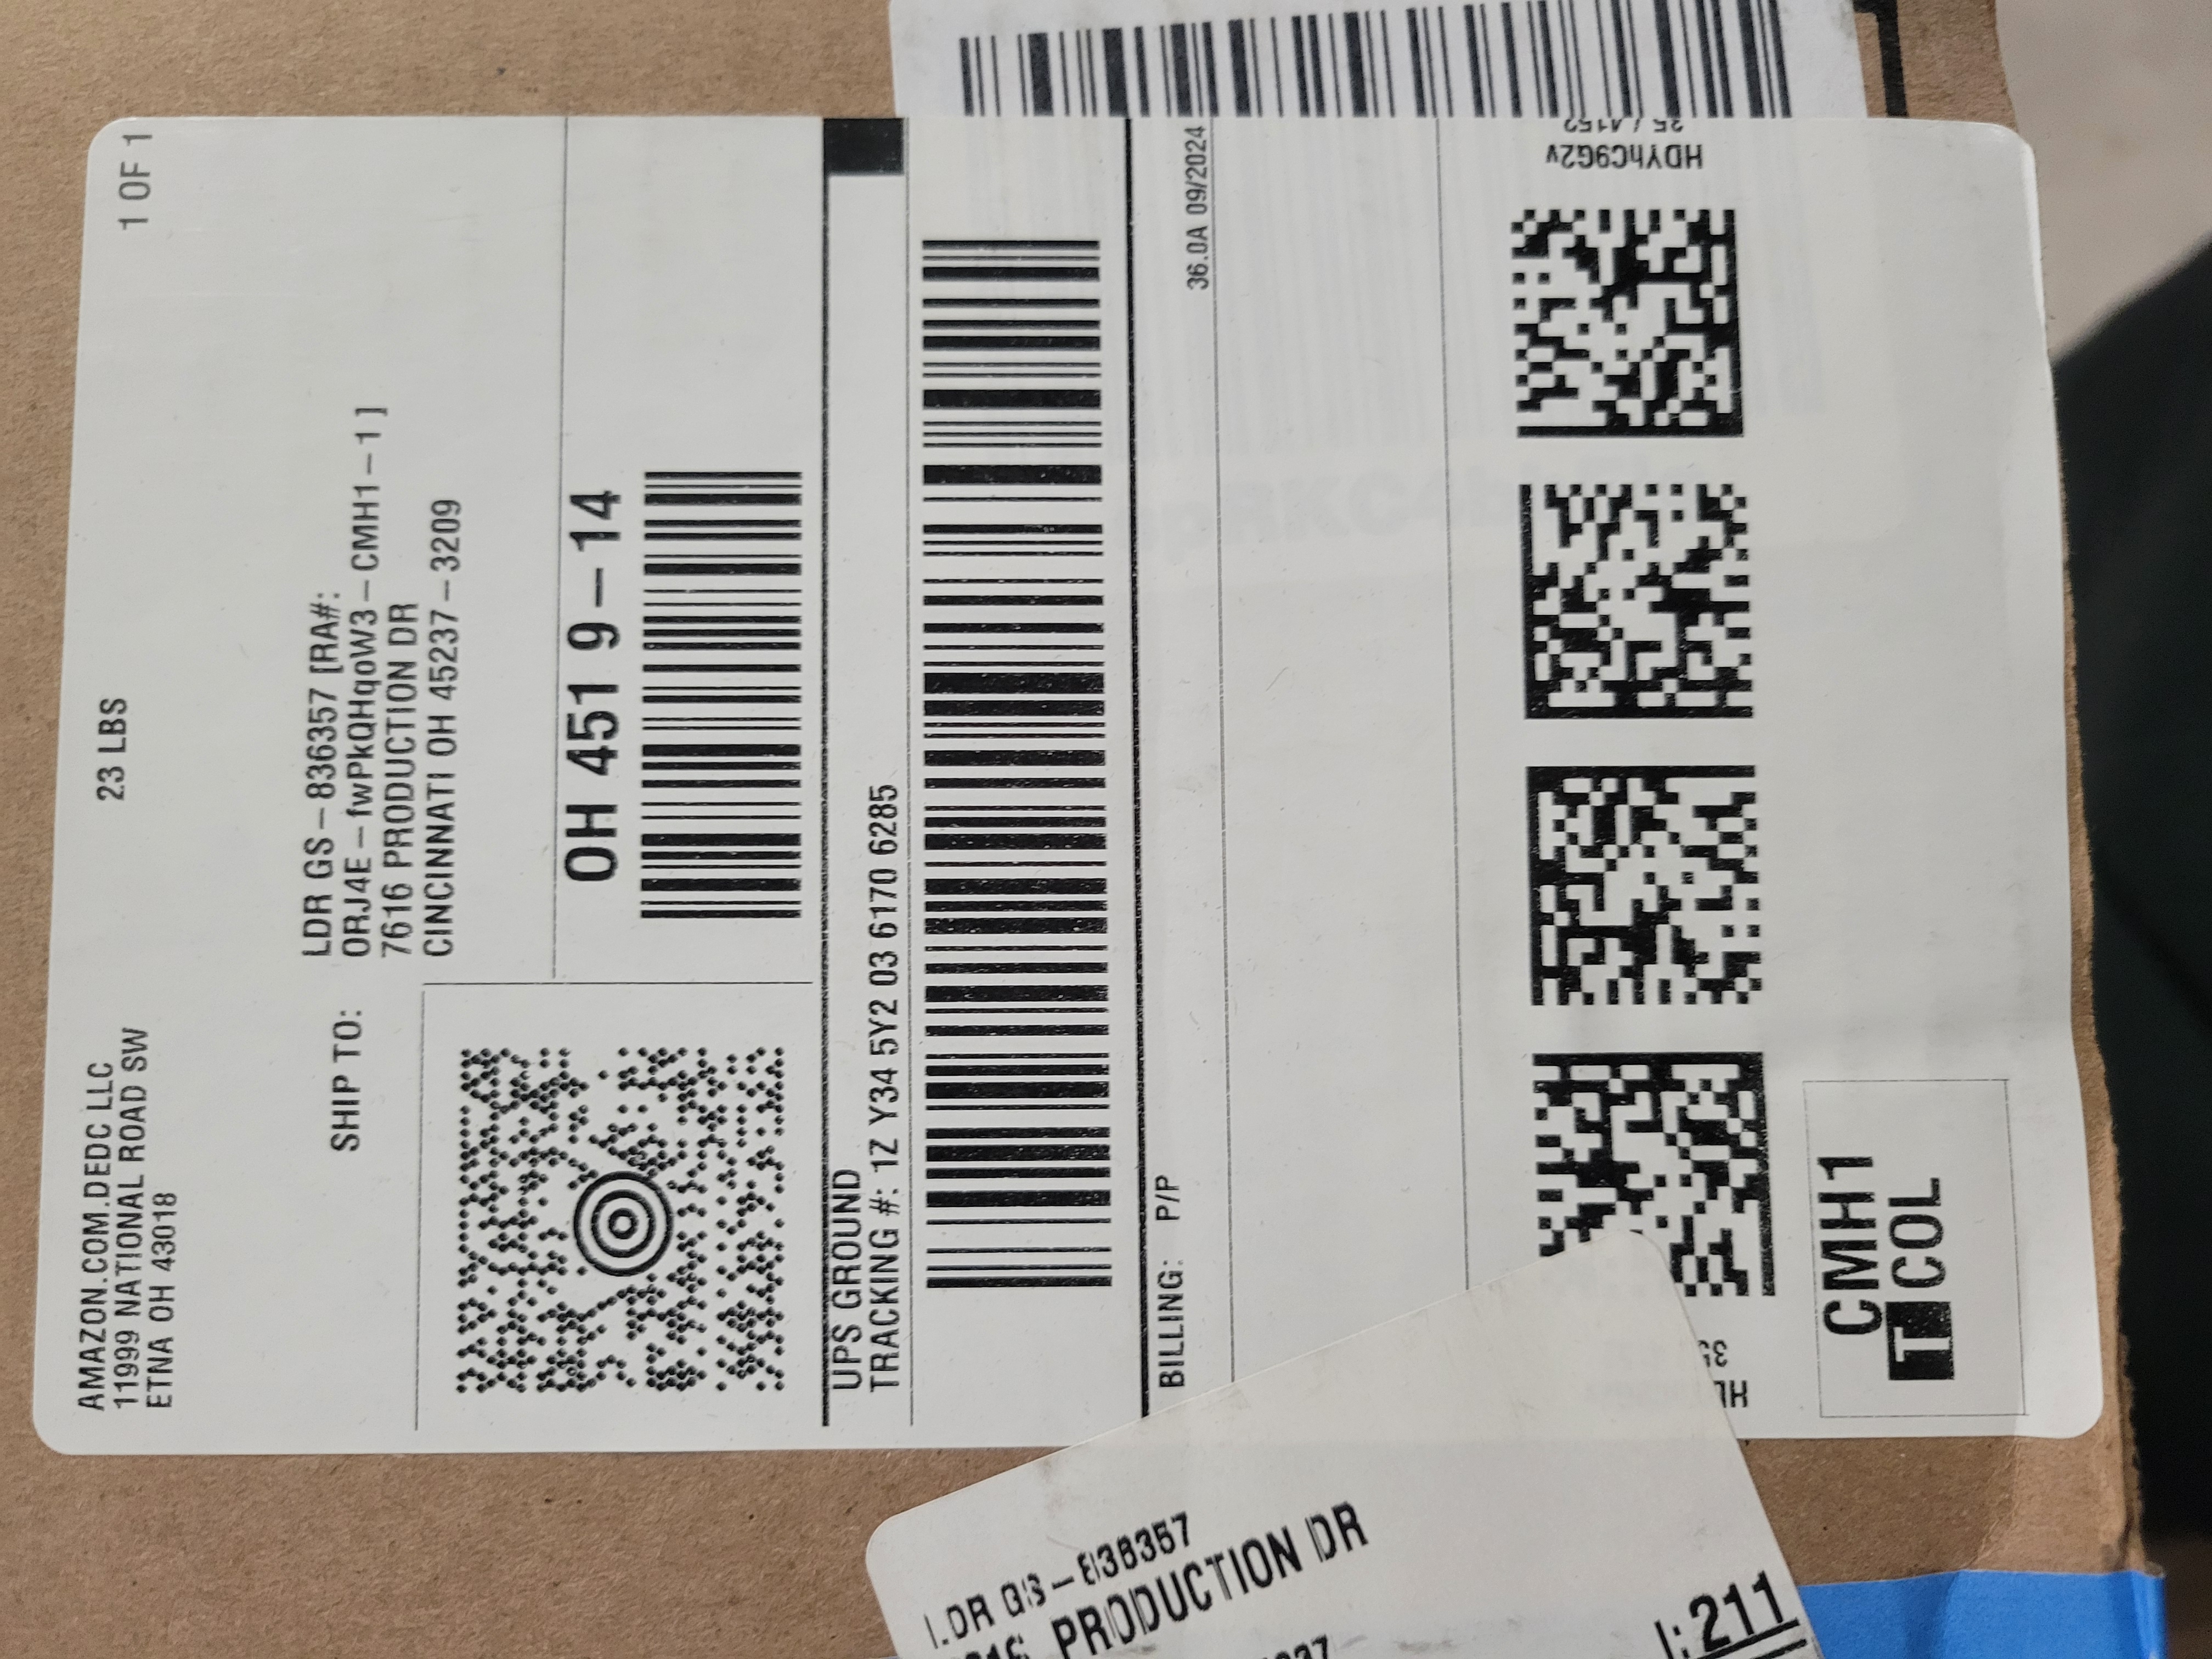 AMAZON.COM.DEDC LLC
11999 NATIONAL ROAD SW
ETNA OH 43018
23 LBS
1 OF 1
SHIP TO:
LDR GS-836357 [RA#:
ORJ4E-fwPkQHqoW3-CMH1-1]
7616 PRODUCTION DR
CINCINNATI OH 45237-3209
OH 451 9-14
UPS GROUND
TRACKING #: 1Z Y34 5Y2 03 6170 6285
BILLING: P/P
36.0A 09/2024
HDYhC9G2v
CMH1
T COL
LDR GS-836357
PRODUCTION DR
I:211